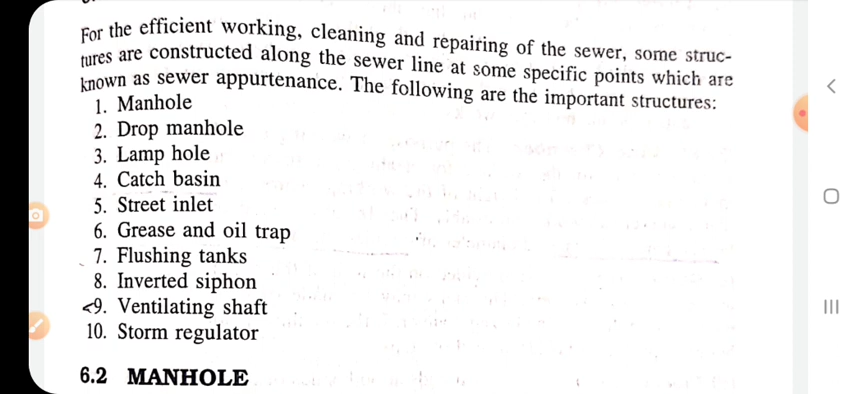 For the efficient working, cleaning and repairing of the sewer, some struc-
tures are constructed along the sewer line at some specific points which are
known as sewer appurtenance. The following are the important structures:
1. Manhole
2. Drop manhole
3. Lamp hole
4. Catch basin
5. Street inlet
6. Grease and oil trap
7. Flushing tanks
8. Inverted siphon
9. Ventilating shaft
10. Storm regulator
6.2 MANHOLE